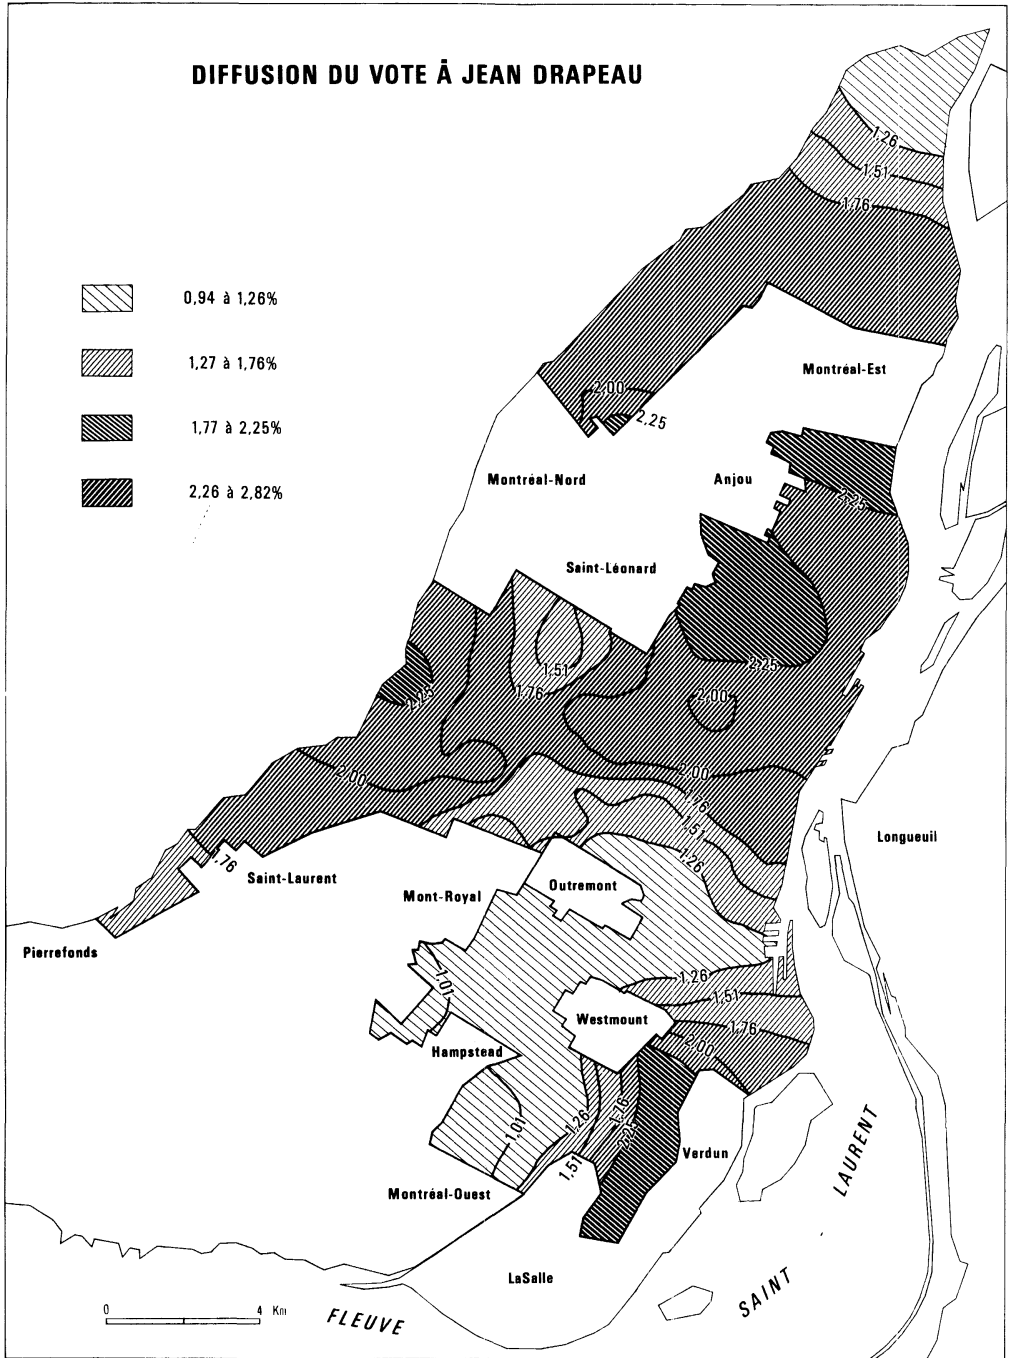 DIFFUSION DU VOTE À JEAN DRAPEAU
1,26
1,51
1,76
0,94 à 1,26%
1,27 à 1,76%
1,77 à 2,25%
2,26 à 2,82%
Montréal-Est
2,00
2,25
Montréal-Nord
Anjou
2,25
Saint-Léonard
1,51
2,25
1,76
2,25
2,00
2,00
2,00
1,76
1,51
1,26
Longueuil
1,76
Saint-Laurent
Outremont
Mont-Royal
Pierrefonds
1,01
1,26
1,51
Westmount
1,76
2,00
Hampstead
1,01
1,26
1,76
2,25
1,51
Verdun
Montréal-Ouest
LaSalle
0 4 Km
FLEUVE
SAINT
LAURENT